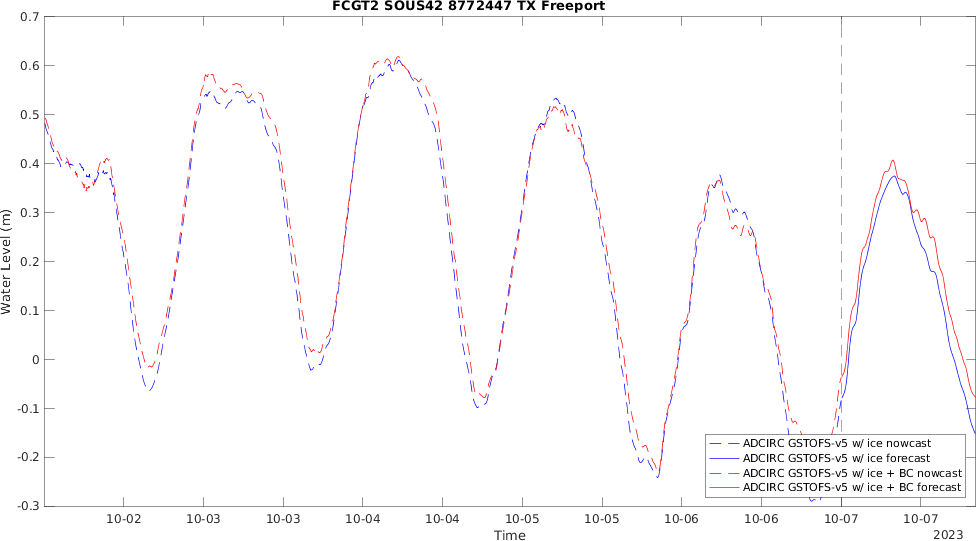 FCGT2 SOUS42 8772447 TX Freeport
0.7
0.6
0.5
0.4
0.3
0.2
0.1
0
-0.1
-0.2
-0.3
Water Level (m)
ADCIRC GSTOFS-v5 w/ ice nowcast
ADCIRC GSTOFS-v5 w/ ice forecast
ADCIRC GSTOFS-v5 w/ ice + BC nowcast
ADCIRC GSTOFS-v5 w/ ice + BC forecast
10-02 10-03 10-03 10-04 10-04 10-05 10-05 10-06 10-06 10-07 10-07
Time
2023